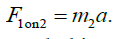 F1on2 = m2a.